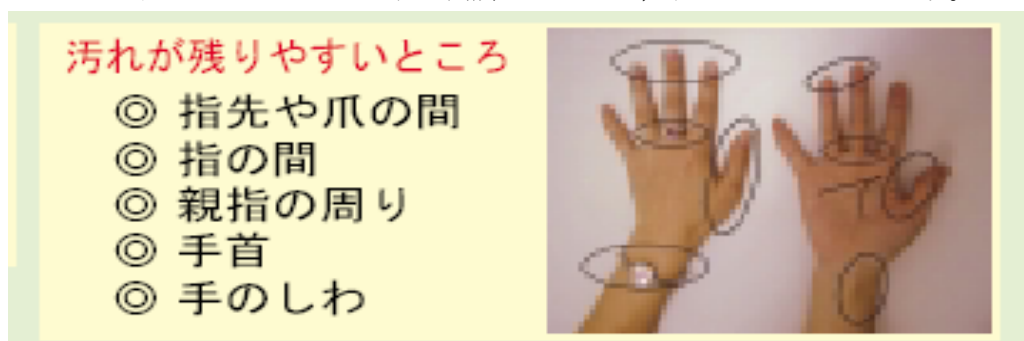 汚れが残りやすいところ
◎ 指先や爪の間
◎ 指の間
◎ 親指の周り
◎ 手首
◎ 手のしわ